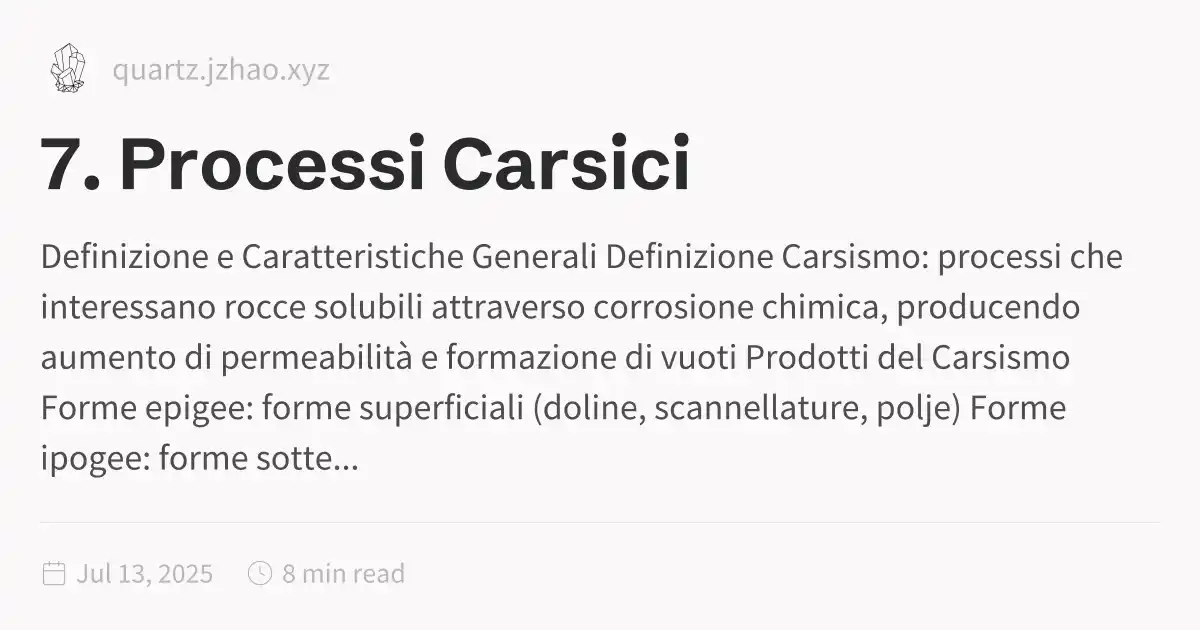 quartz.jzhao.xyz
7. Processi Carsici
Definizione e Caratteristiche Generali Definizione Carsismo: processi che
interessano rocce solubili attraverso corrosione chimica, producendo
aumento di permeabilità e formazione di vuoti Prodotti del Carsismo
Forme epigee: forme superficiali (doline, scannellature, polje) Forme
ipogee: forme sotte...
Jul 13, 2025 8 min read